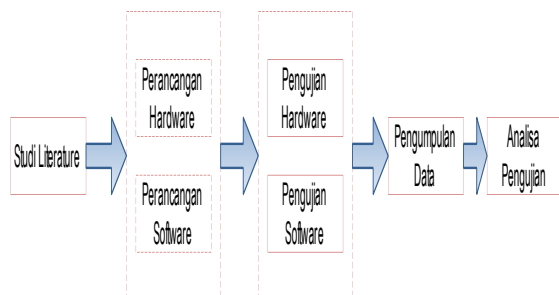 Studi Literature
Perancangan
Hardware
Perancangan
Software
Pengujian
Hardware
Pengujian
Software
Pengumpulan
Data
Analisa
Pengujian